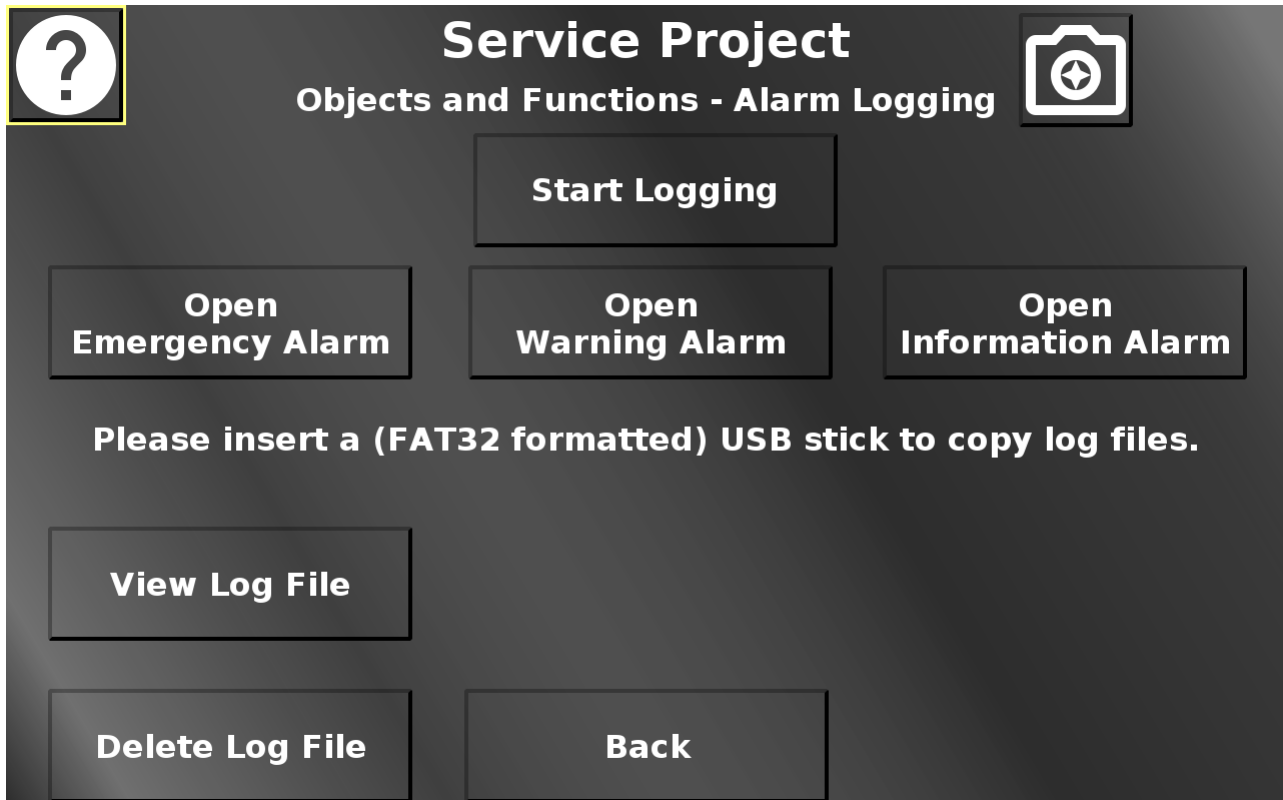 ?
Service Project
Objects and Functions - Alarm Logging
Start Logging
Open
Emergency Alarm
Open
Warning Alarm
Open
Information Alarm
Please insert a (FAT32 formatted) USB stick to copy log files.
View Log File
Delete Log File
Back